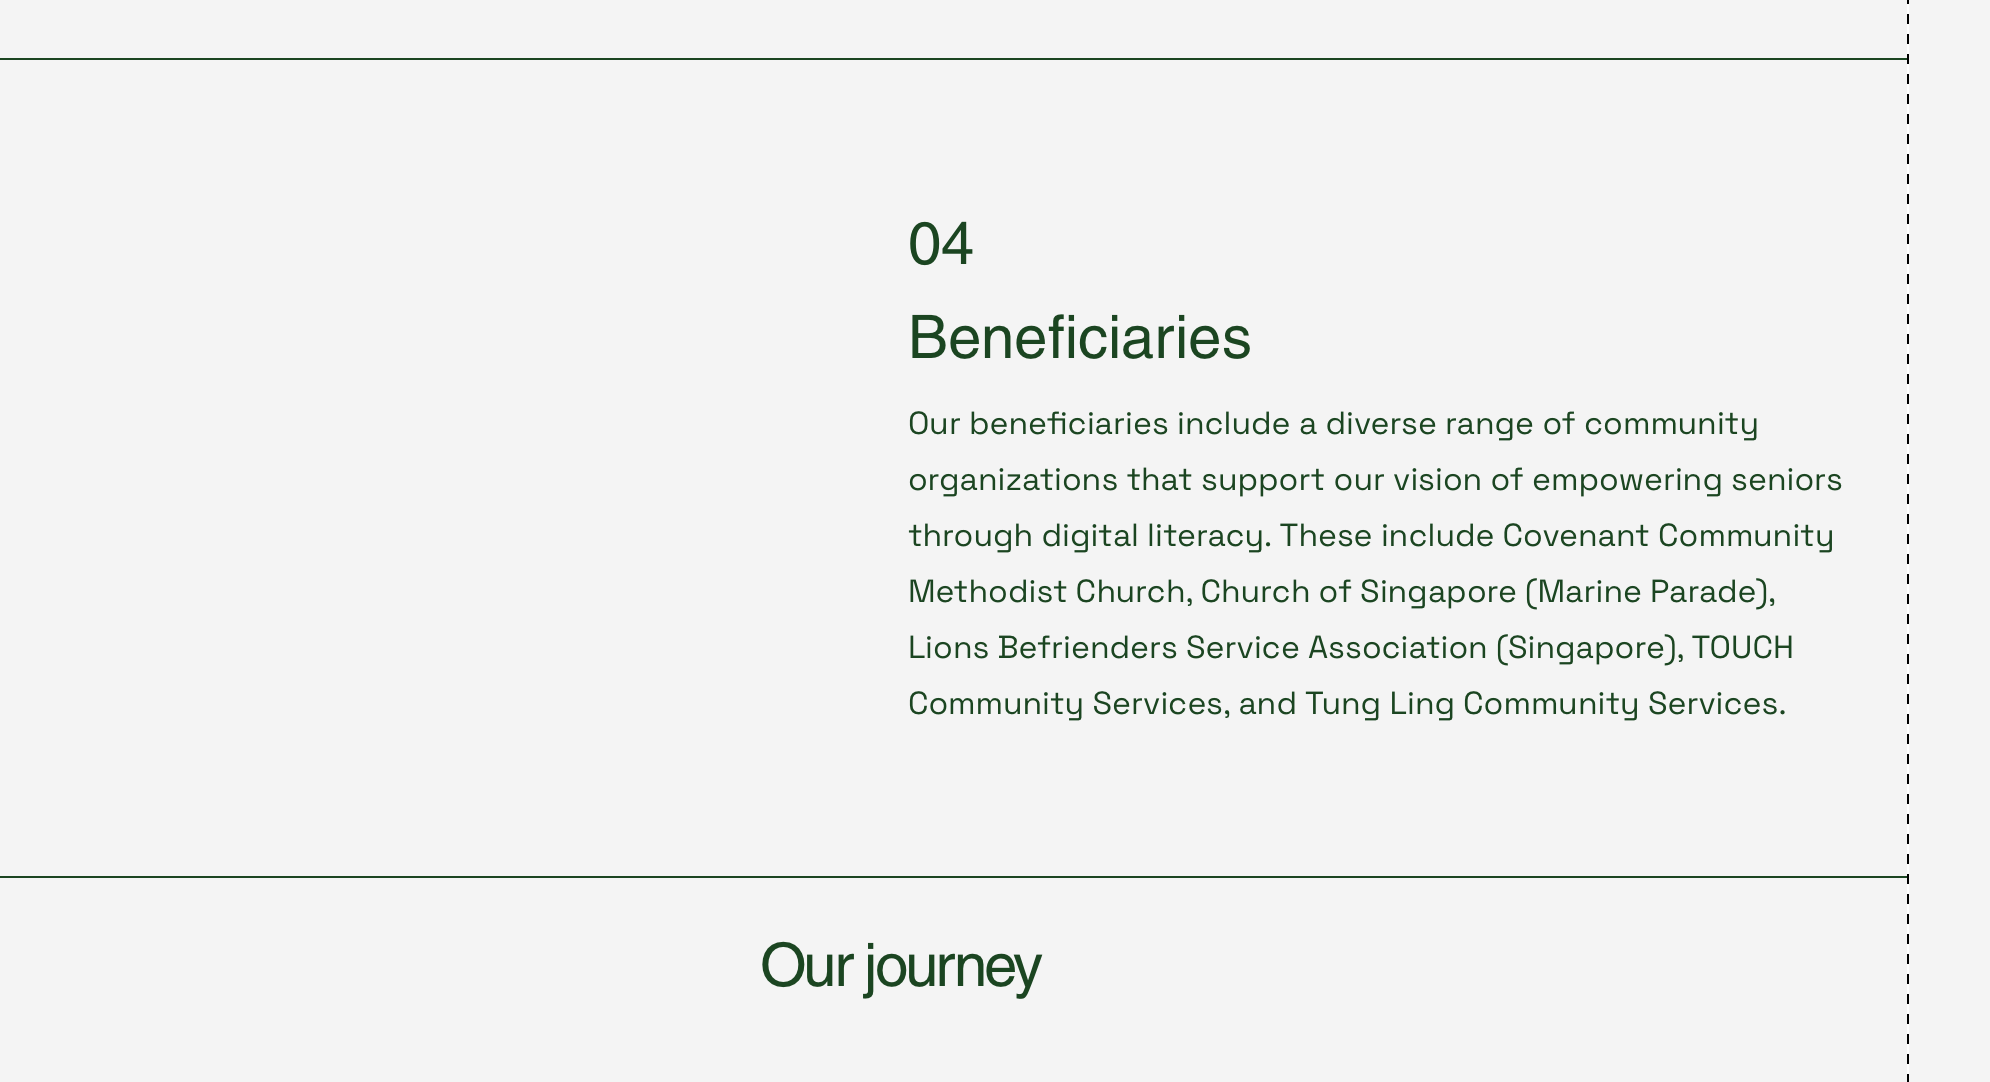 04
Beneficiaries
Our beneficiaries include a diverse range of community
organizations that support our vision of empowering seniors
through digital literacy. These include Covenant Community
Methodist Church, Church of Singapore (Marine Parade),
Lions Befrienders Service Association (Singapore), TOUCH
Community Services, and Tung Ling Community Services.
Our journey